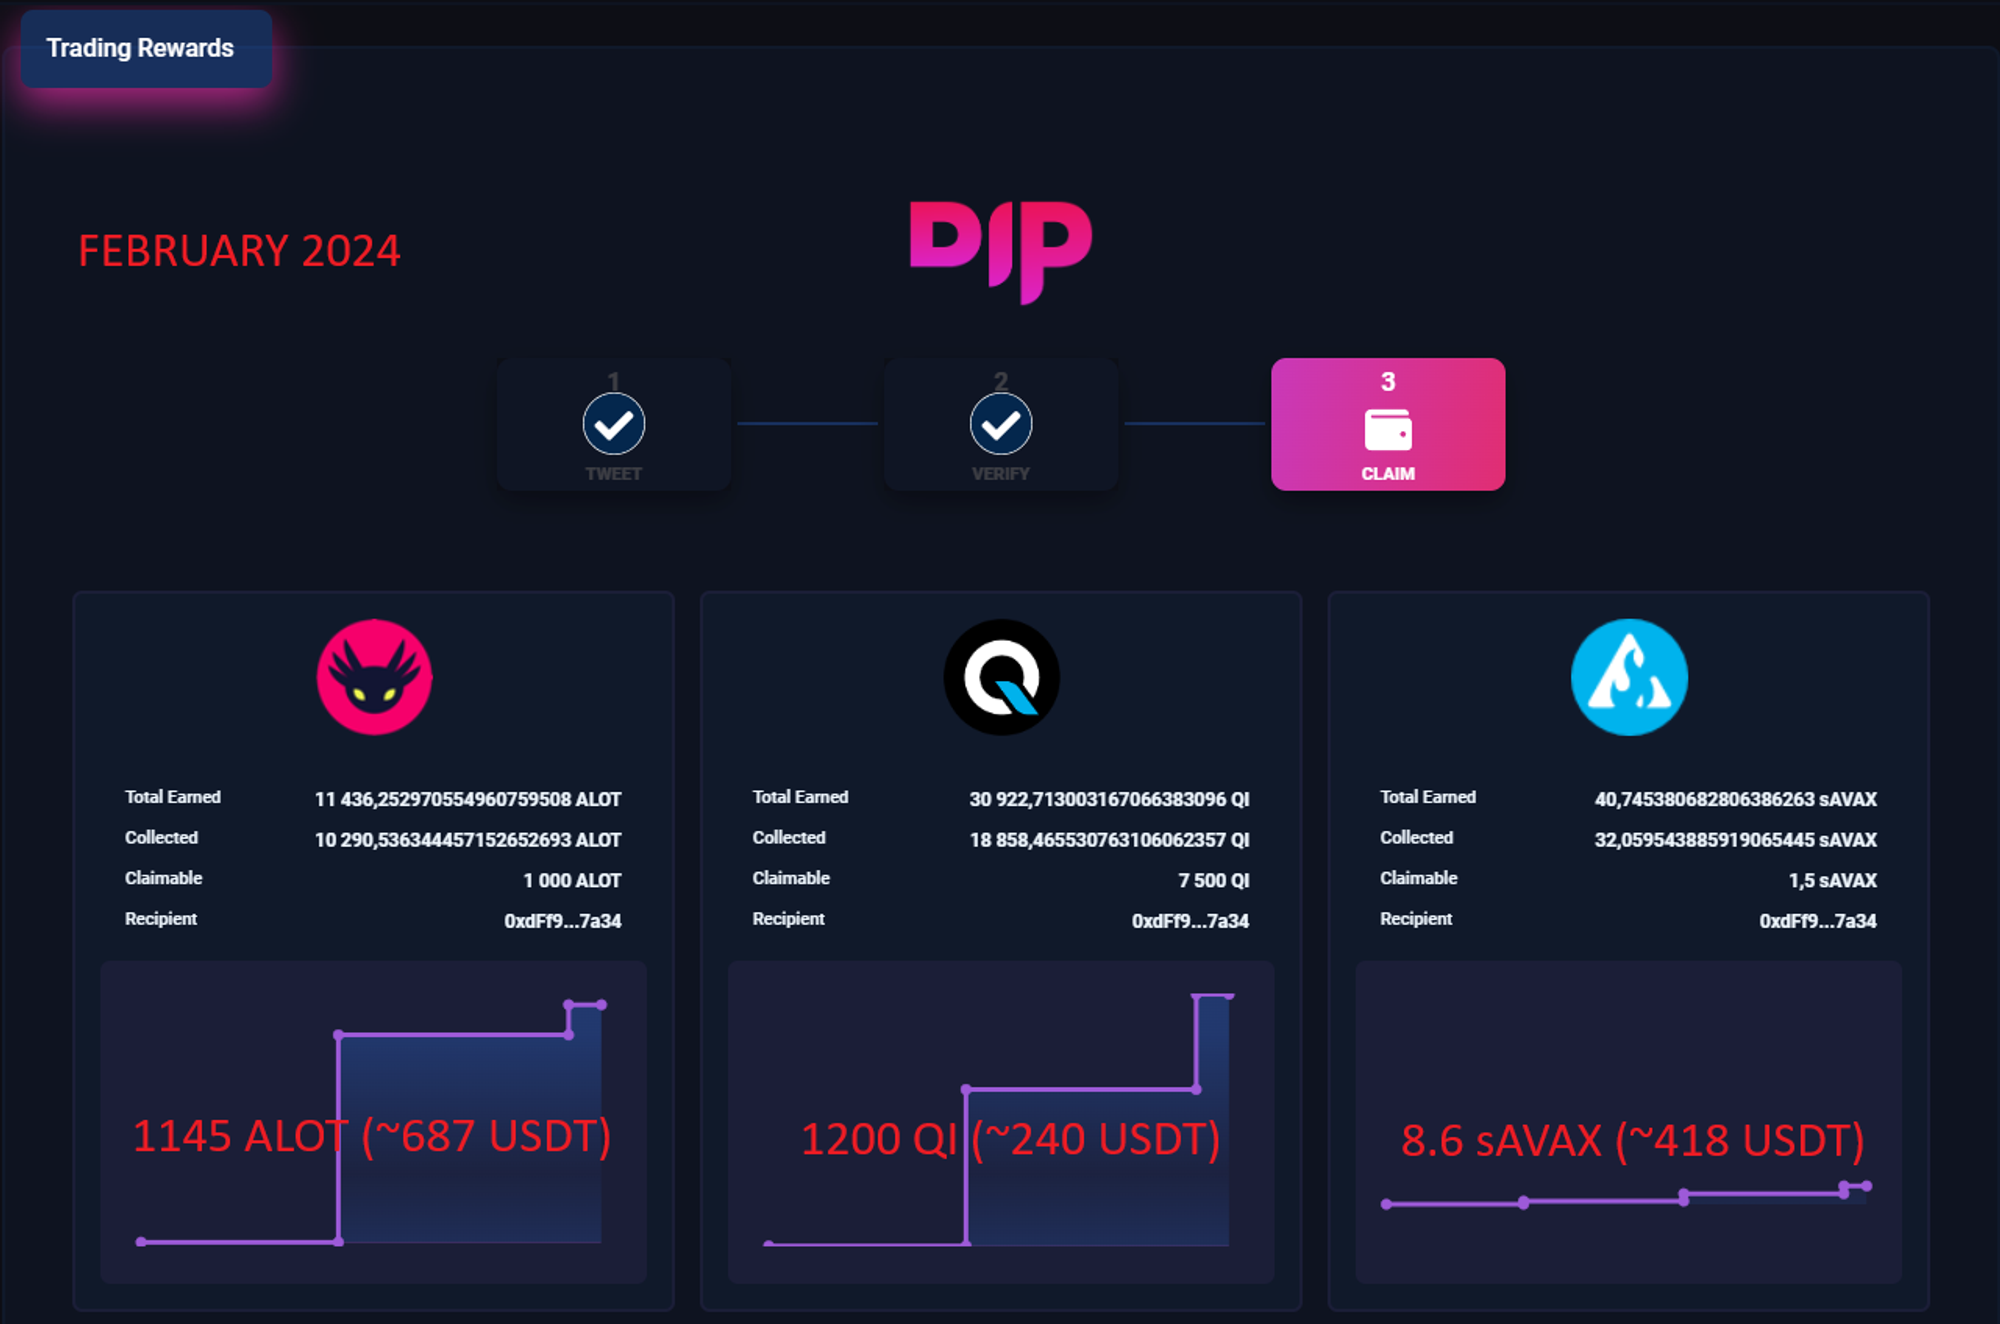 Trading Rewards
FEBRUARY 2024
DIP
1
2
3
TWEET
VERIFY
CLAIM
Total Earned 11 436,252970554960759508 ALOT
Collected 10 290,536344457152652693 ALOT
Claimable 1 000 ALOT
Recipient 0xdFf9...7a34
1145 ALOT (~687 USDT)
Total Earned 30 922,713003167066383096 QI
Collected 18 858,465530763106062357 QI
Claimable 7 500 QI
Recipient 0xdFf9...7a34
1200 QI (~240 USDT)
Total Earned 40,745380682806386263 sAVAX
Collected 32,059543885919065445 sAVAX
Claimable 1,5 sAVAX
Recipient 0xdFf9...7a34
8.6 sAVAX (~418 USDT)